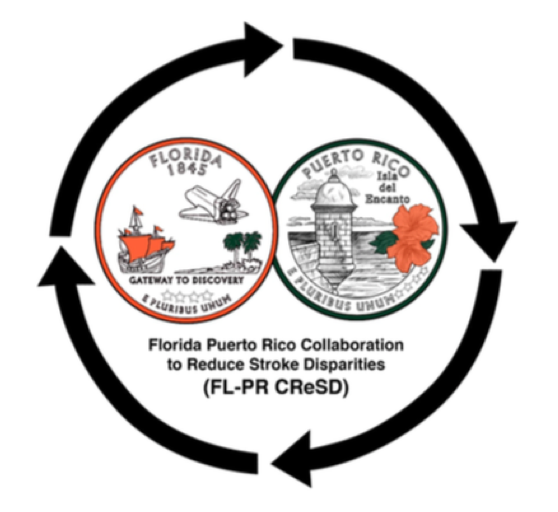 FLORIDA
1845
GATEWAY TO DISCOVERY
E PLURIBUS UNUM
PUERTO RICO
Isla
del
Encanto
E PLURIBUS UNUM
Florida Puerto Rico Collaboration
to Reduce Stroke Disparities
(FL-PR CReSD)